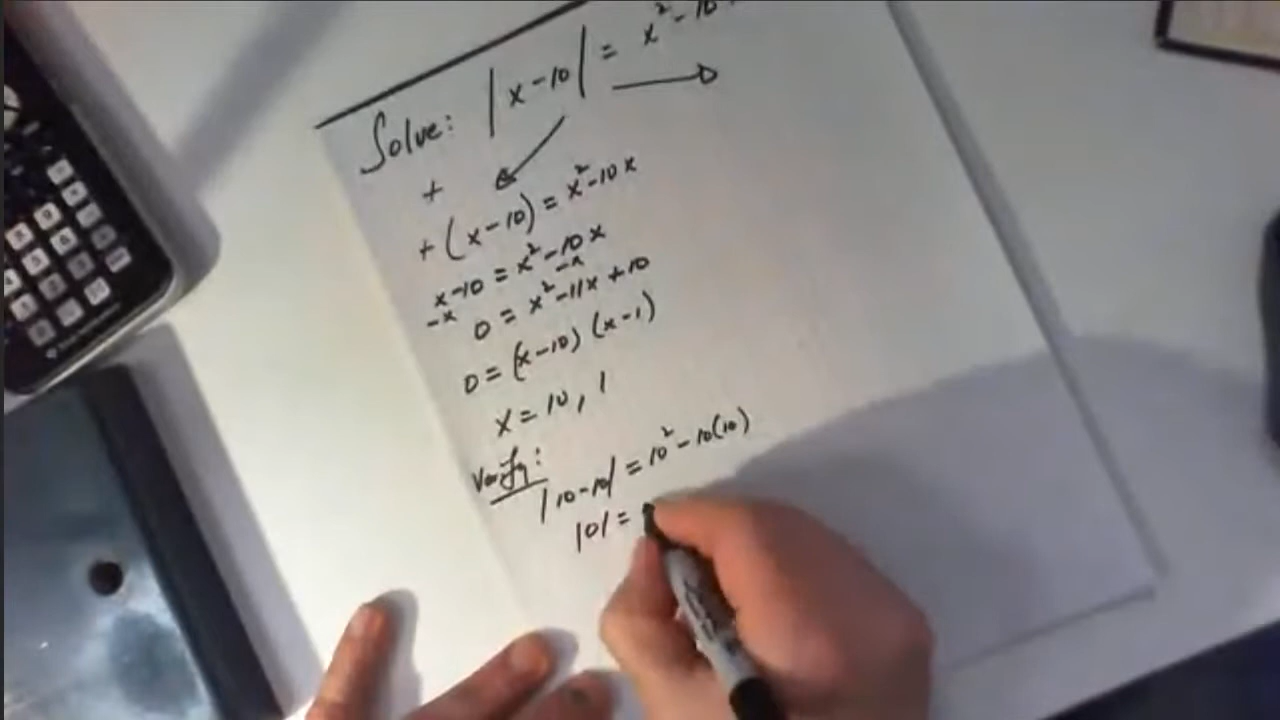 Solve: |x-10| = x²-10
+
+(x-10) = x²-10x
x-10 = x²-10x
-x -x
0 = x²-11x+10
0 = (x-10)(x-1)
x = 10, 1
Verify:
|10-10| = 10²-10(10)
|0| =